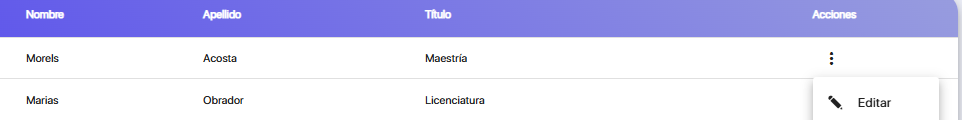 Nombre Apellido Título Acciones
Morels Acosta Maestría
Marias Obrador Licenciatura
Editar